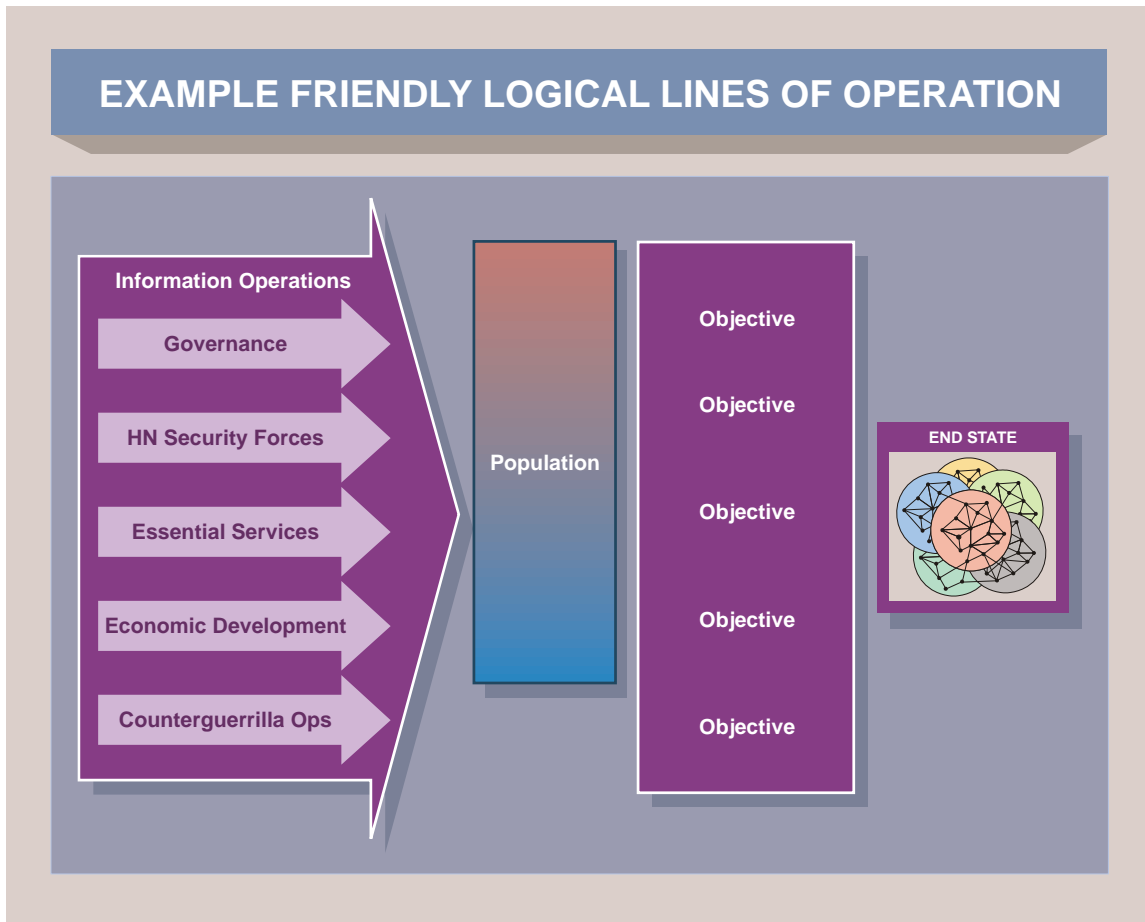 EXAMPLE FRIENDLY LOGICAL LINES OF OPERATION
Information Operations
Governance
HN Security Forces
Essential Services
Economic Development
Counterguerrilla Ops
Population
Objective
Objective
Objective
Objective
Objective
END STATE